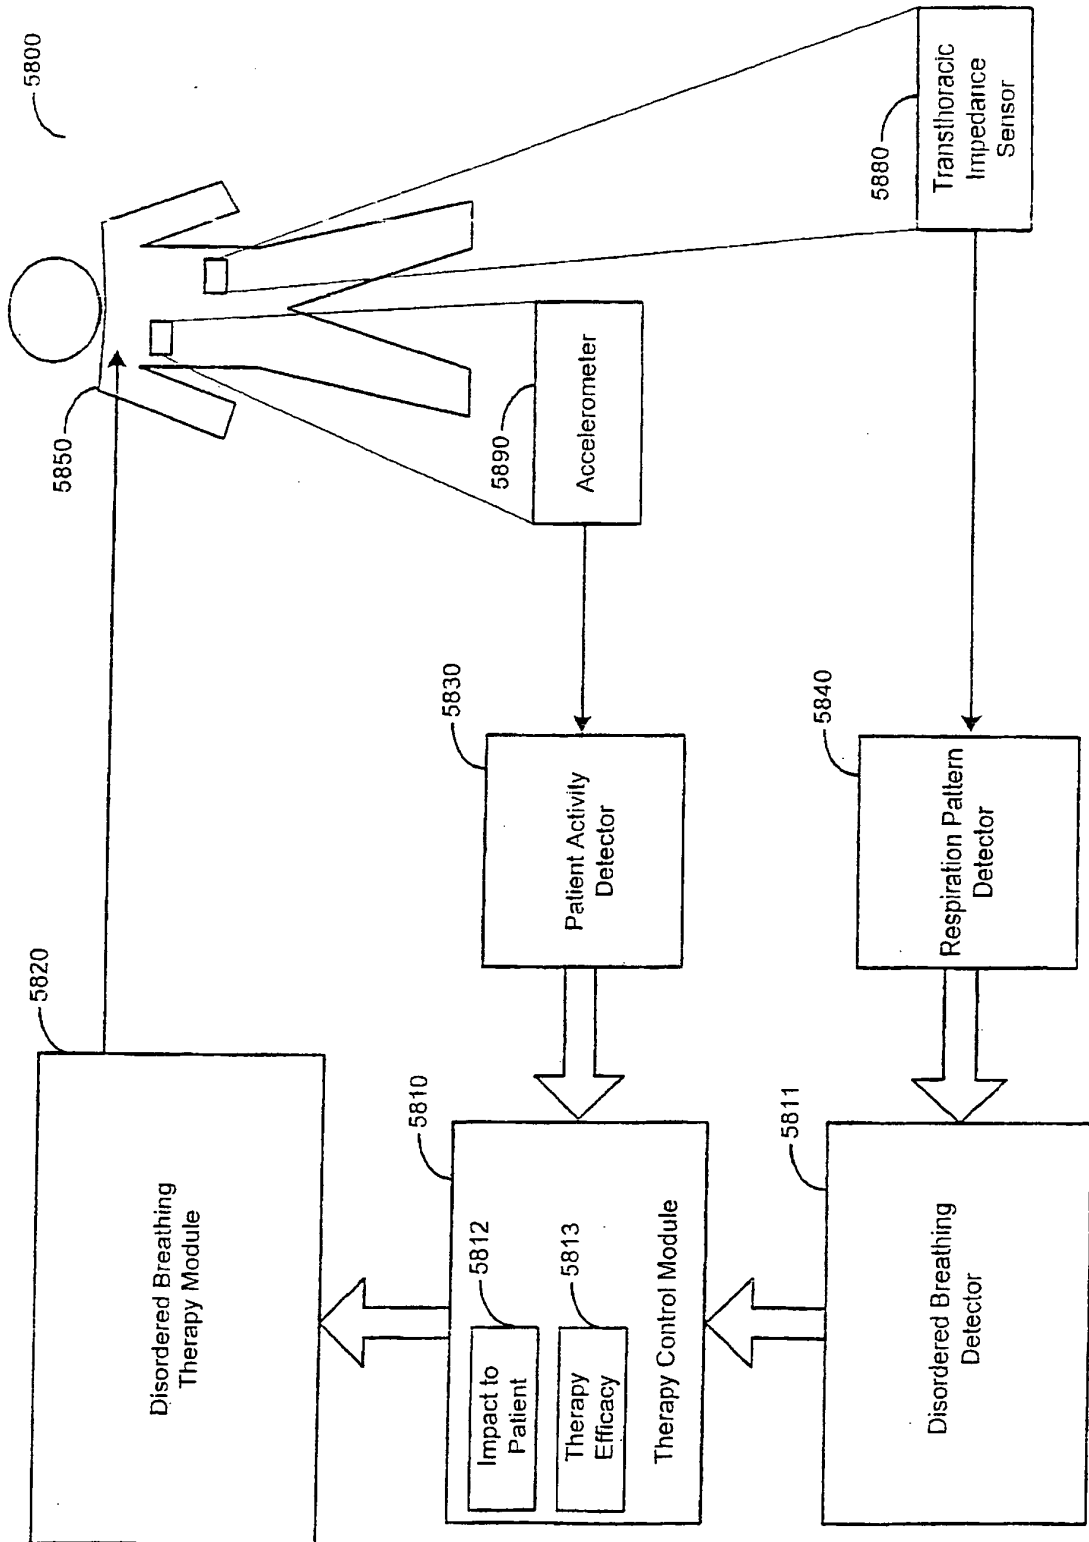 5800
5850
5820
Disordered Breathing
Therapy Module
5810
5812
Impact to
Patient
5813
Therapy
Efficacy
Therapy Control Module
5830
Patient Activity
Detector
5890
Accelerometer
5811
Disordered Breathing
Detector
5840
Respiration Pattern
Detector
5880
Transthoracic
Impedance
Sensor